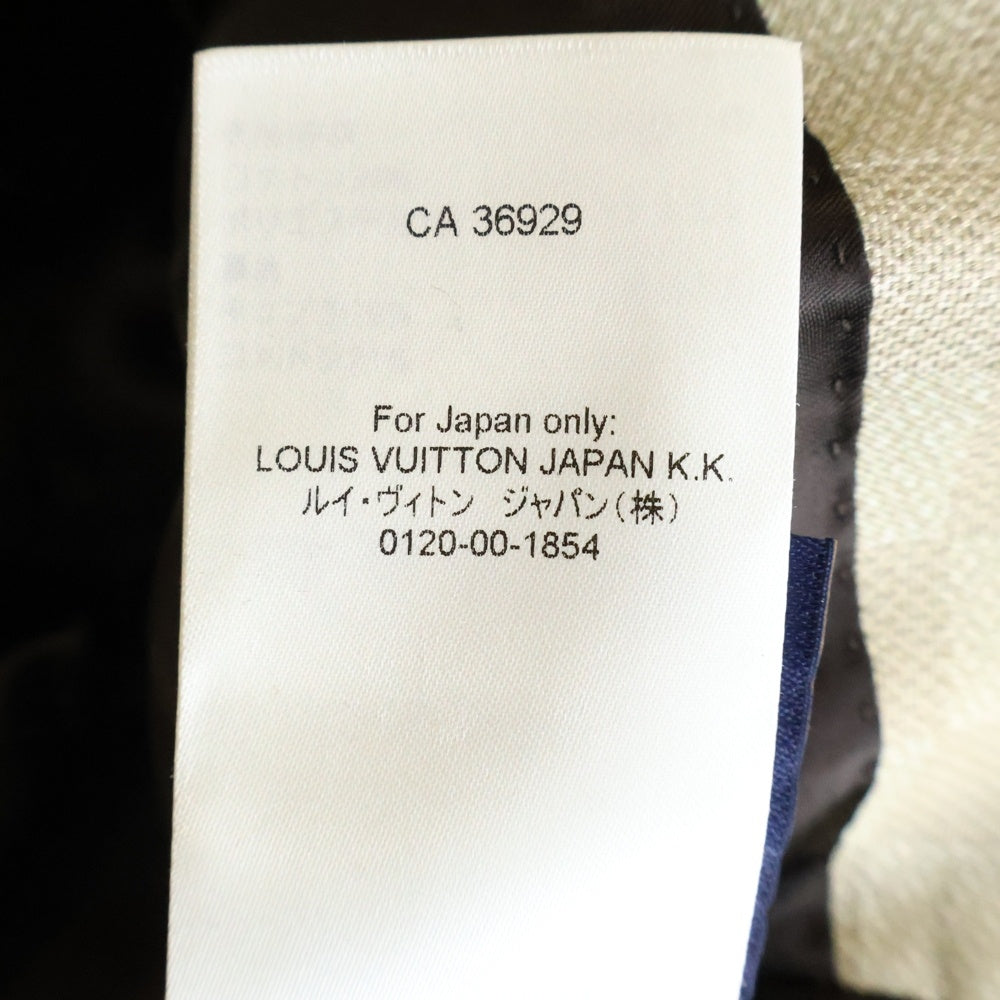 CA 36929
For Japan only:
LOUIS VUITTON JAPAN K.K.
ルイ・ヴィトン　ジャパン(株)
0120-00-1854